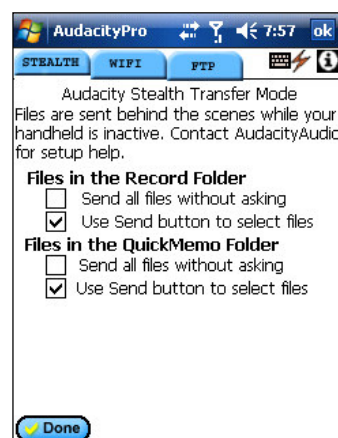 AudacityPro 7:57 ok
STEALTH WIFI FTP
Audacity Stealth Transfer Mode
Files are sent behind the scenes while your
handheld is inactive. Contact AudacityAudio
for setup help.
Files in the Record Folder
Send all files without asking
Use Send button to select files
Files in the QuickMemo Folder
Send all files without asking
Use Send button to select files
Done